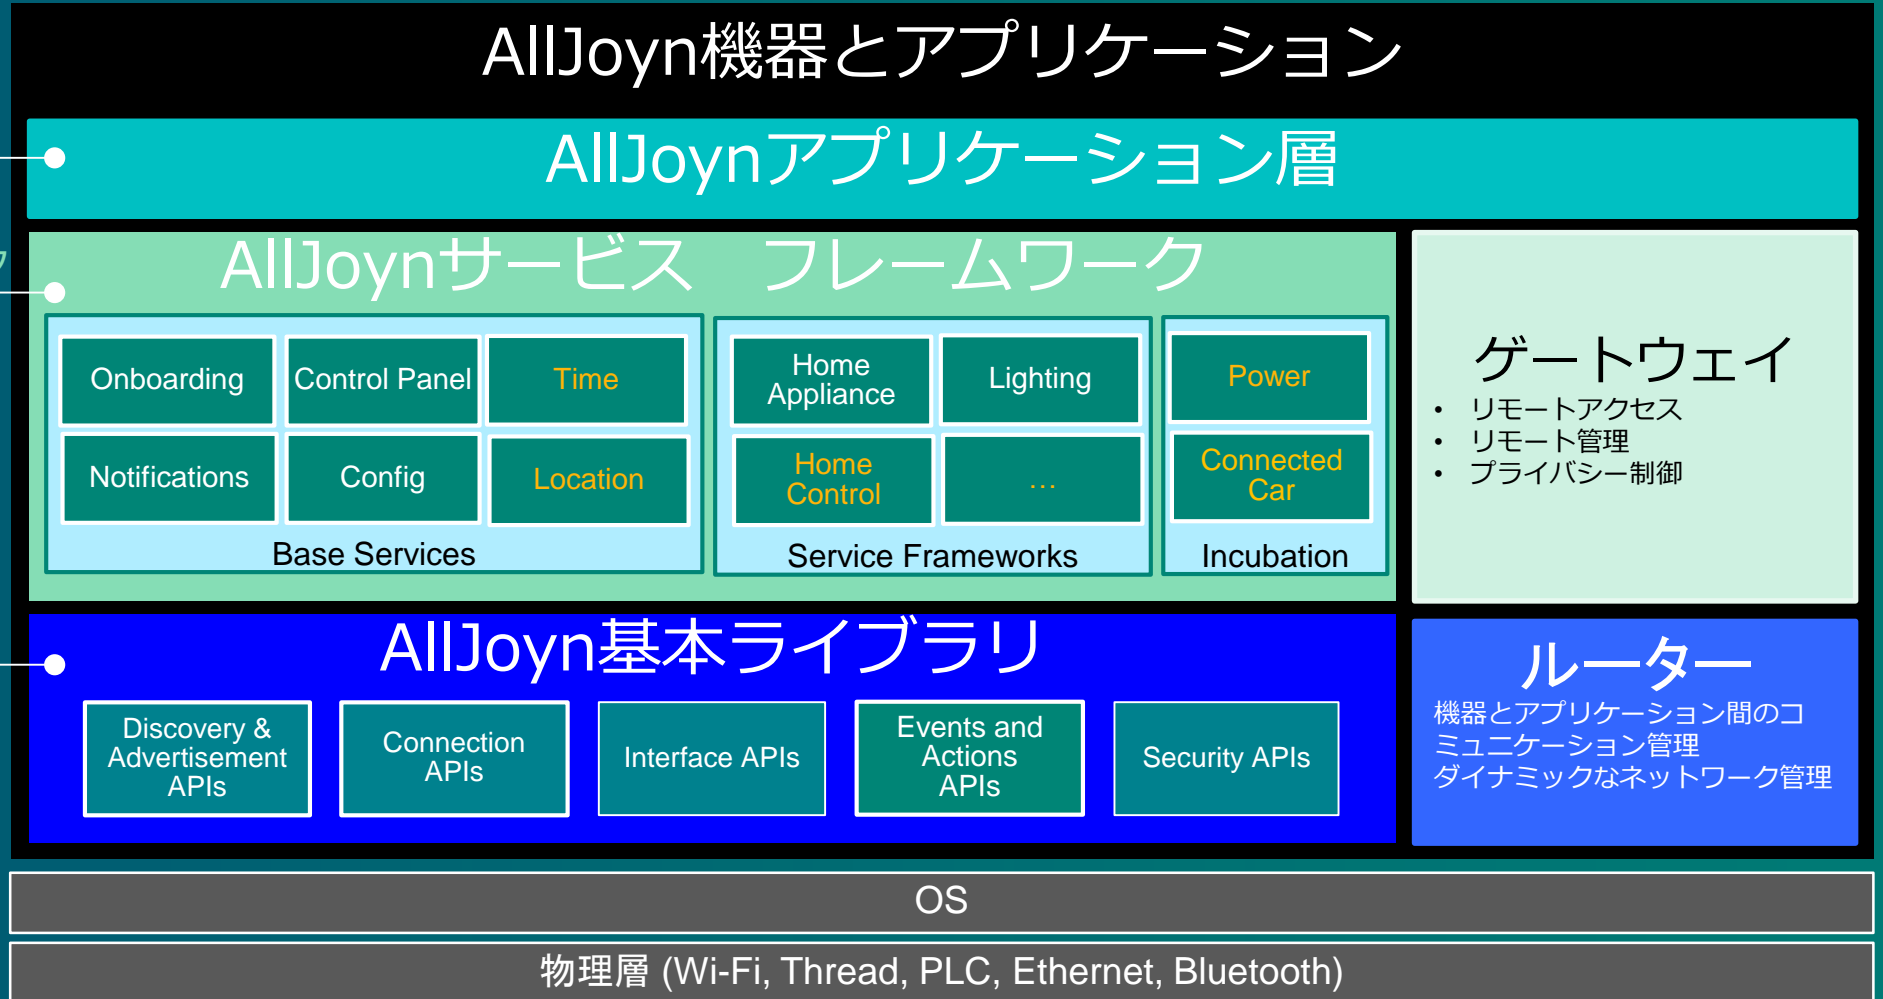 AllJoyn機器とアプリケーション
AllJoynアプリケーション層
ク
AllJoynサービス　フレームワーク
Onboarding
Control Panel
Time
Notifications
Config
Location
Base Services
Home
Appliance
Lighting
Home
Control
…
Service Frameworks
Power
Connected
Car
Incubation
ゲートウェイ
• リモートアクセス
• リモート管理
• プライバシー制御
AllJoyn基本ライブラリ
Discovery &
Advertisement
APIs
Connection
APIs
Interface APIs
Events and
Actions
APIs
Security APIs
ルーター
機器とアプリケーション間のコ
ミュニケーション管理
ダイナミックなネットワーク管理
OS
物理層 (Wi-Fi, Thread, PLC, Ethernet, Bluetooth)